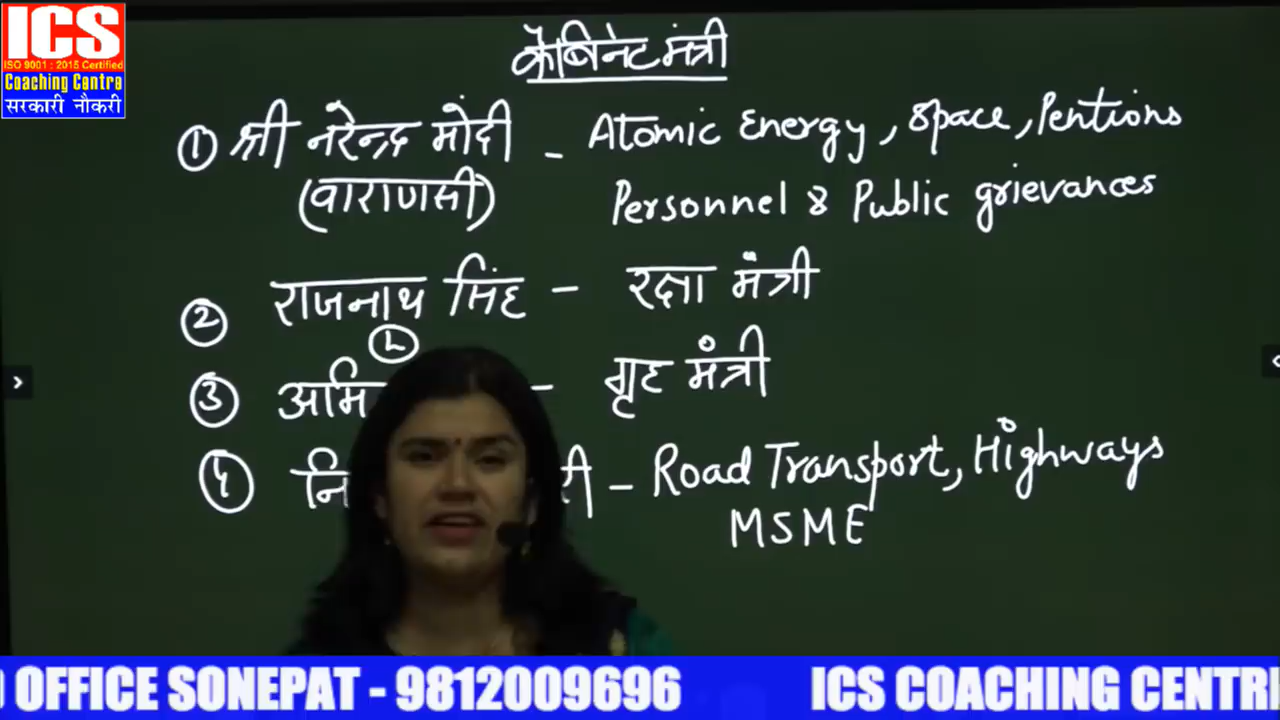 ICS
ISO 9001 : 2015 Certified
Coaching Centre
सरकारी नौकरी
कैबिनेट मंत्री
① श्री नरेन्द्र मोदी - Atomic Energy, Space, Pentions
(वाराणसी) Personnel & Public grievances
② राजनाथ सिंह - रक्षा मंत्री
L
③ अमि - गृह मंत्री
④ नि री - Road Transport, Highways
MSME
OFFICE SONEPAT - 9812009696 ICS COACHING CENTR